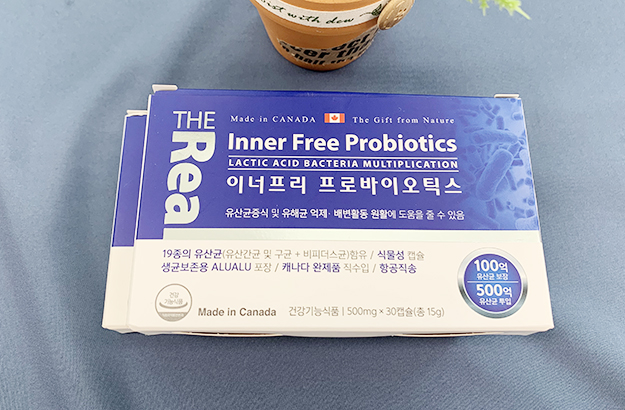 THE
Rea
Made in CANADA The Gift from Nature
Inner Free Probiotics
LACTIC ACID BACTERIA MULTIPLICATION
이너프리 프로바이오틱스
유산균증식 및 유해균 억제· 배변활동 원활에 도움을 줄 수 있음
19종의 유산균(유산간균 및 구균 + 비피더스균)함유 / 식물성 캡슐
생균보존용 ALUALU 포장 / 캐나다 완제품 직수입 / 항공직송
100억
유산균 보장
500억
유산균 투입
건강
기능식품
Made in Canada
건강기능식품 | 500mg × 30캡슐(총 15g)
with dew